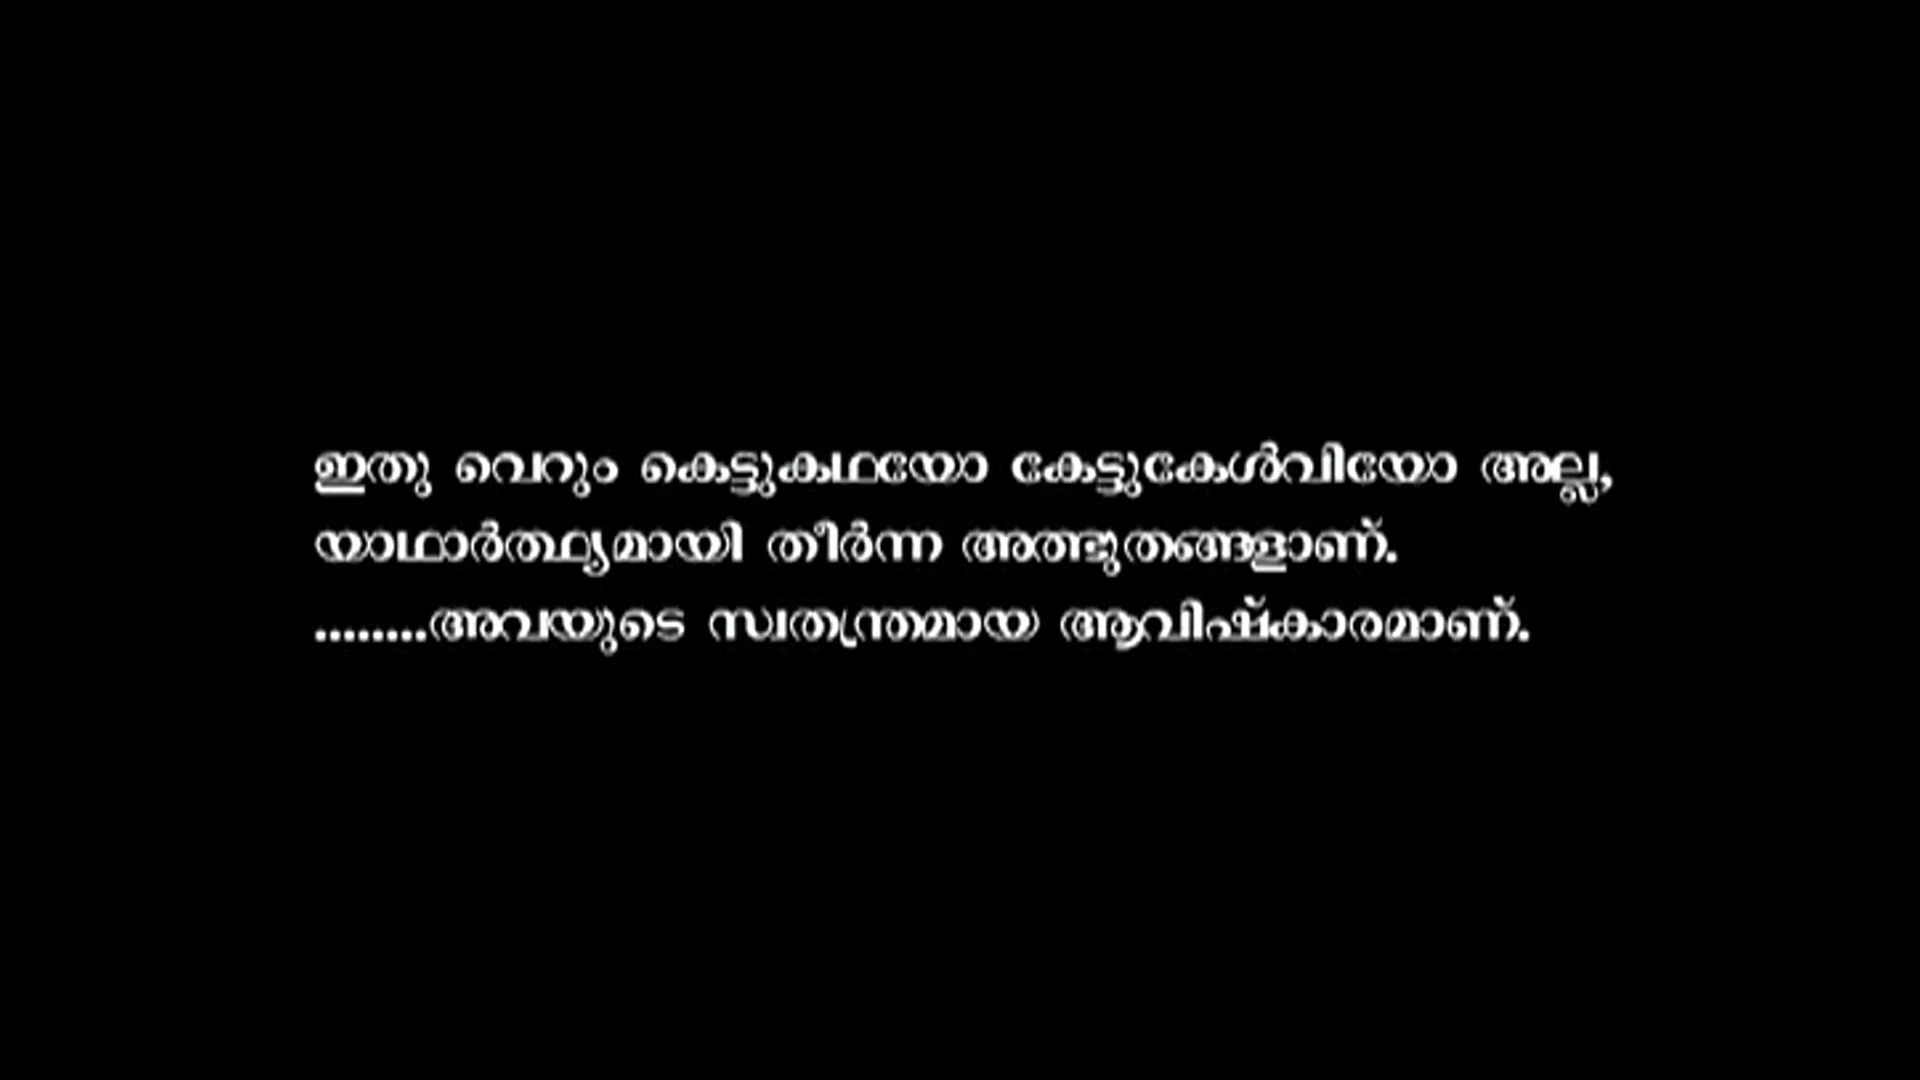 ഇതു വെറും കെട്ടുകഥയോ കേട്ടുകേൾവിയോ അല്ല,
യാഥാർത്ഥ്യമായി തീർന്ന അത്ഭുതങ്ങളാണ്.
........അവയുടെ സ്വതന്ത്രമായ ആവിഷ്കാരമാണ്.